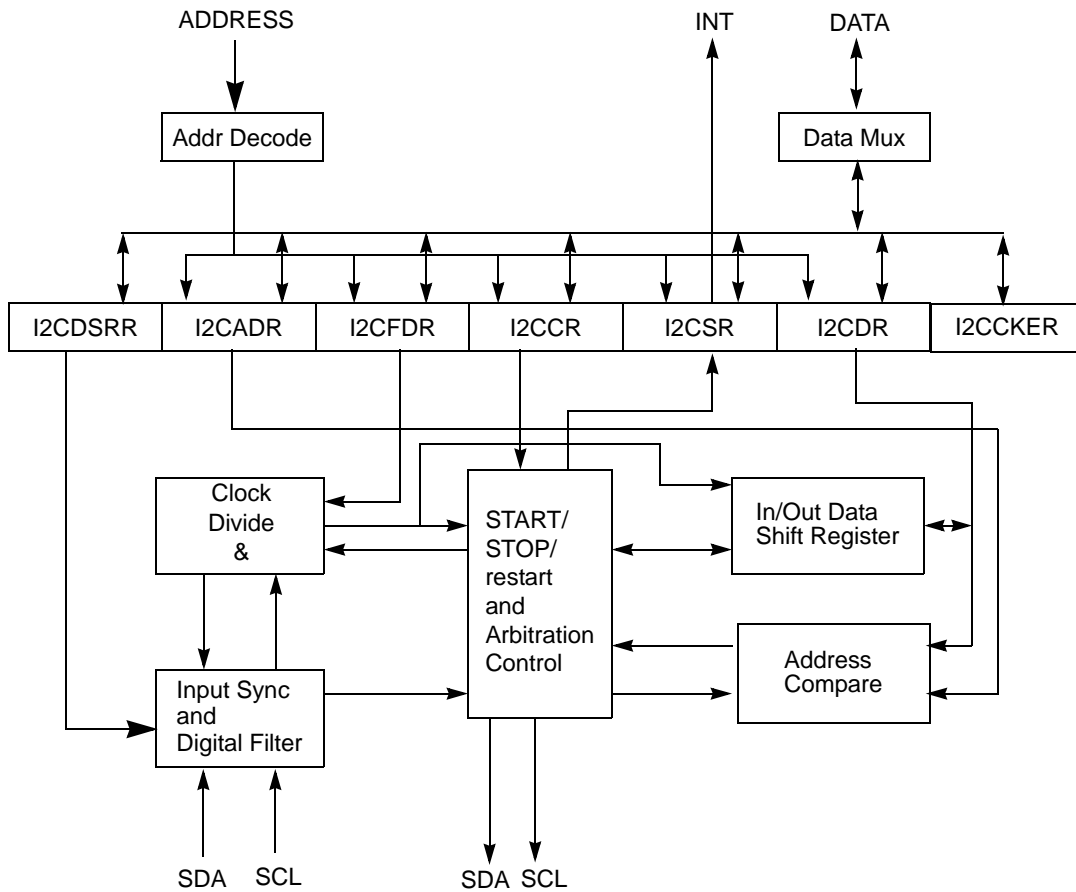 ADDRESS
INT
DATA
Addr Decode
Data Mux
I2CDSRR
I2CADR
I2CFDR
I2CCR
I2CSR
I2CDR
I2CCKER
Clock
Divide
&
START/
STOP/
restart
and
Arbitration
Control
In/Out Data
Shift Register
Input Sync
and
Digital Filter
Address
Compare
SDA
SCL
SDA
SCL